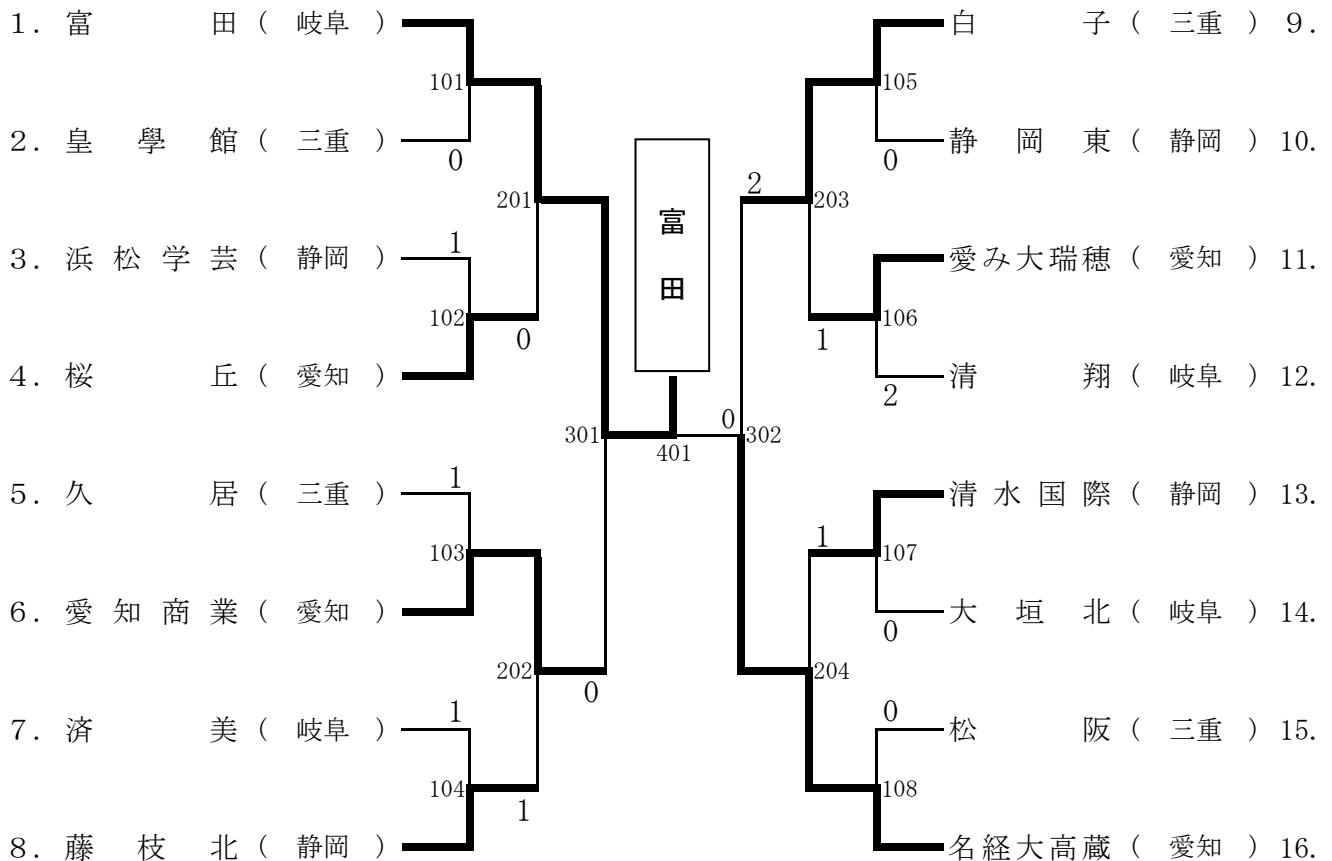 1. 富田 ( 岐阜 )
白子 ( 三重 ) 9.
101
105
2. 皇學館 ( 三重 )
0
0
静岡東 ( 静岡 ) 10.
201
富田
2
203
3. 浜松学芸 ( 静岡 )
1
愛み大瑞穂 ( 愛知 ) 11.
102
0
1
106
4. 桜丘 ( 愛知 )
2
清翔 ( 岐阜 ) 12.
301
401
0
302
5. 久居 ( 三重 )
1
清水国際 ( 静岡 ) 13.
103
1
107
6. 愛知商業 ( 愛知 )
0
大垣北 ( 岐阜 ) 14.
202
0
204
7. 済美 ( 岐阜 )
1
0
松阪 ( 三重 ) 15.
104
1
108
8. 藤枝北 ( 静岡 )
名経大高蔵 ( 愛知 ) 16.